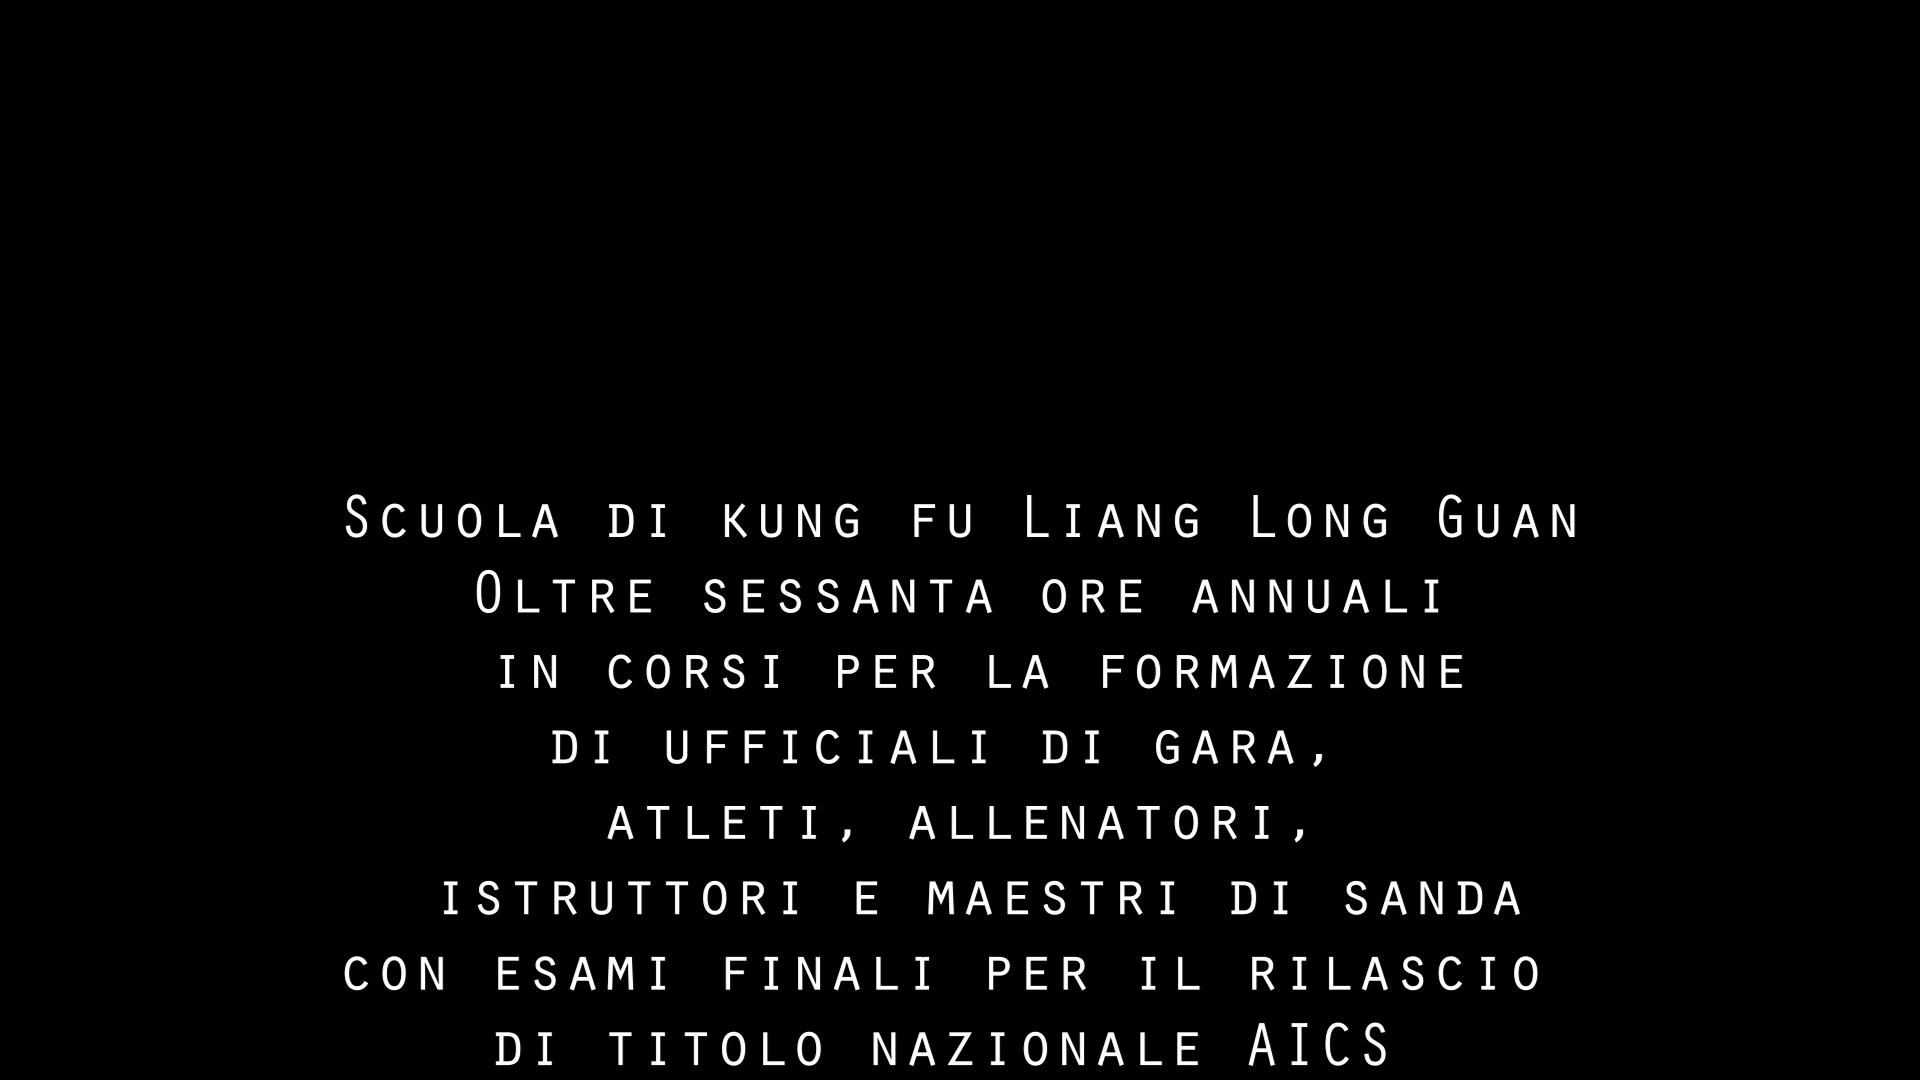 Scuola di kung fu Liang Long Guan
Oltre sessanta ore annuali
in corsi per la formazione
di ufficiali di gara,
atleti, allenatori,
istruttori e maestri di sanda
con esami finali per il rilascio
di titolo nazionale AICS